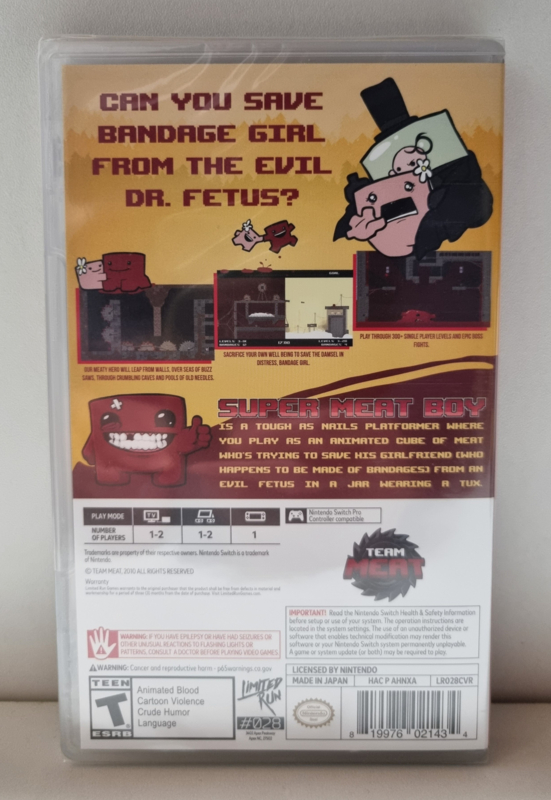 CAN YOU SAVE
BANDAGE GIRL
FROM THE EVIL
DR. FETUS?
OUR MEATY HERO WILL LEAP FROM WALLS, OVER SEAS OF BUZZ
SAWS, THROUGH CRUMBLING CAVES AND POOLS OF OLD NEEDLES.
SACRIFICE YOUR OWN WELL BEING TO SAVE THE DAMSEL IN
DISTRESS, BANDAGE GIRL.
PLAY THROUGH 300+ SINGLE PLAYER LEVELS AND EPIC BOSS
FIGHTS.
SUPER MEAT BOY
IS A TOUGH AS NAILS PLATFORMER WHERE
YOU PLAY AS AN ANIMATED CUBE OF MEAT
WHO'S TRYING TO SAVE HIS GIRLFRIEND (WHO
HAPPENS TO BE MADE OF BANDAGES) FROM AN
EVIL FETUS IN A JAR WEARING A TUX.
PLAY MODE
TV
NUMBER
OF PLAYERS
1-2
1-2
1
Nintendo Switch Pro
Controller compatible
Trademarks are property of their respective owners. Nintendo Switch is a trademark
of Nintendo.
© TEAM MEAT, 2010 ALL RIGHTS RESERVED
Warranty
TEAM
MEAT
WARNING: IF YOU HAVE EPILEPSY OR HAVE HAD SEIZURES OR
OTHER UNUSUAL REACTIONS TO FLASHING LIGHTS OR
PATTERNS, CONSULT A DOCTOR BEFORE PLAYING VIDEO GAMES.
WARNING: Cancer and reproductive harm - p65warnings.ca.gov
IMPORTANT! Read the Nintendo Switch Health & Safety Information
before setup or use of your system. The operation instructions are
located in the system settings. The use of an unauthorized device or
software that enables technical modification may render this
software or your Nintendo Switch system permanently unplayable.
A game or system update (or both) may be required to play.
TEEN
T
ESRB
Animated Blood
Cartoon Violence
Crude Humor
Language
LIMITED
RUN
#028
LICENSED BY NINTENDO
MADE IN JAPAN
HAC P AHNXA
LR028CVR
Nintendo
8 19976 02143 4